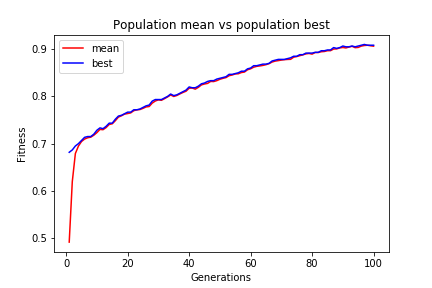 Population mean vs population best
mean
best
Fitness
0.9
0.8
0.7
0.6
0.5
0 20 40 60 80 100
Generations